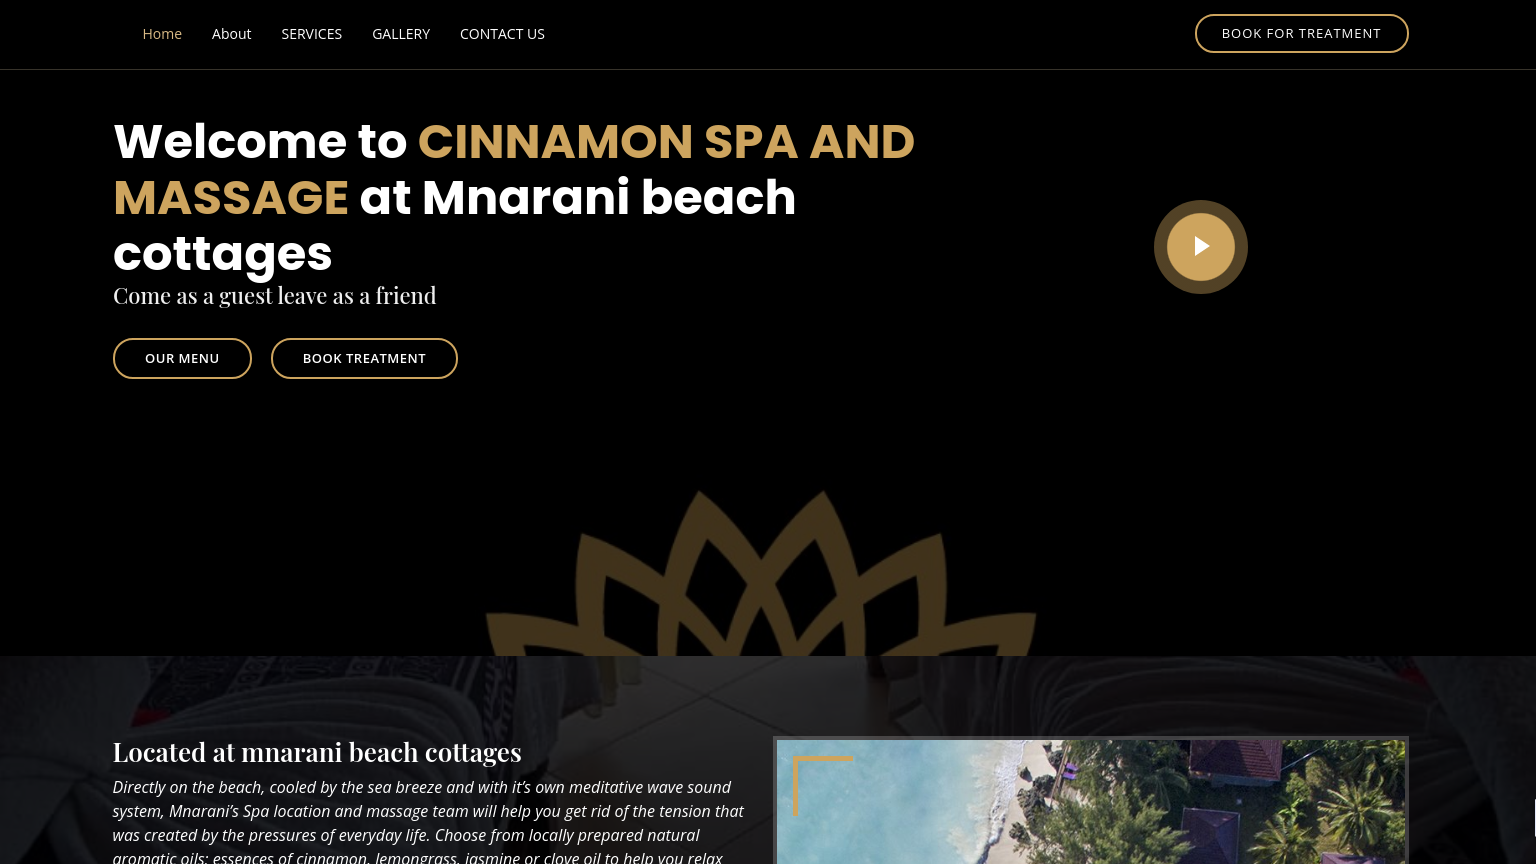 Home About SERVICES GALLERY CONTACT US BOOK FOR TREATMENT
Welcome to CINNAMON SPA AND
MASSAGE at Mnarani beach
cottages
Come as a guest leave as a friend
OUR MENU BOOK TREATMENT
Located at mnarani beach cottages
Directly on the beach, cooled by the sea breeze and with it’s own meditative wave sound
system, Mnarani’s Spa location and massage team will help you get rid of the tension that
was created by the pressures of everyday life. Choose from locally prepared natural
aromatic oils: essences of cinnamon, lemongrass, jasmine or clove oil to help you relax